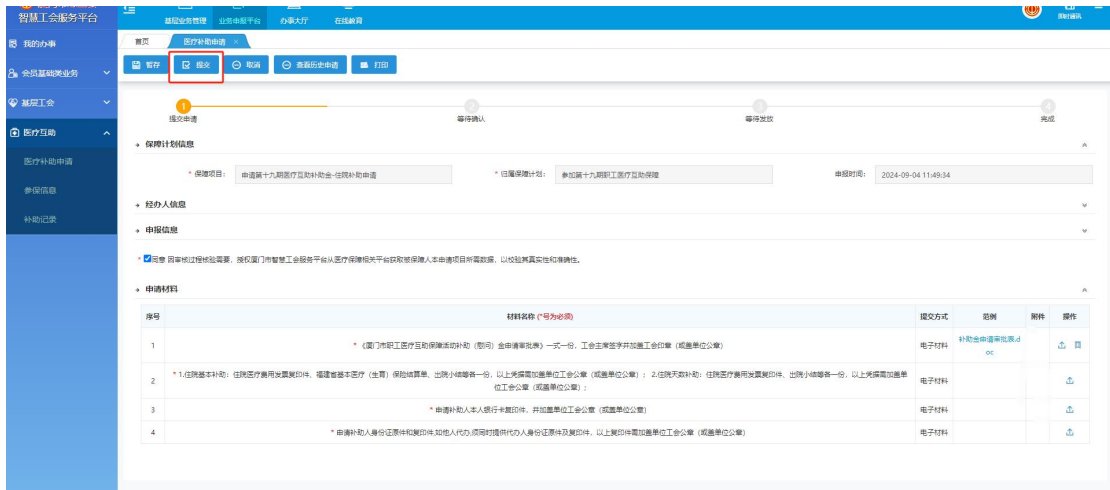 智慧工会服务平台
基层业务管理 业务申报平台 办事大厅 在线教育
即时通讯
我的办事
会员基础类业务
基层工会
医疗互助
医疗补助申请
参保信息
补助记录
首页 医疗补助申请 ×
暂存 提交 取消 查看历史申请 打印
1 2 3 4
提交申请 等待确认 等待发放 完成
保障计划信息
* 保障项目： 申请第十九期医疗互助补助金-住院补助申请 * 归属保障计划： 参加第十九期职工医疗互助保障 申报时间： 2024-09-04 11:49:34
经办人信息
申报信息
* 同意 因审核过程核验需要，授权厦门市智慧工会服务平台从医疗保障相关平台获取被保障人本申请项目所需数据，以校验其真实性和准确性。
申请材料
序号 材料名称 (*号为必须) 提交方式 范例 附件 操作
1 * 《厦门市职工医疗互助保障活动补助（慰问）金申请审批表》一式一份，工会主席签字并加盖工会印章（或盖单位公章） 电子材料 补助金申请审批表.d
oc
2 * 1.住院基本补助：住院医疗费用发票复印件、福建省基本医疗（生育）保险结算单、出院小结等各一份，以上凭据需加盖单位工会公章（或盖单位公章）； 2.住院天数补助：住院医疗费用发票复印件、出院小结等各一份，以上凭据需加盖单
位工会公章（或盖单位公章）； 电子材料
3 * 申请补助人本人银行卡复印件，并加盖单位工会公章（或盖单位公章） 电子材料
4 * 申请补助人身份证原件和复印件,如他人代办,须同时提供代办人身份证原件及复印件，以上复印件需加盖单位工会公章（或盖单位公章） 电子材料